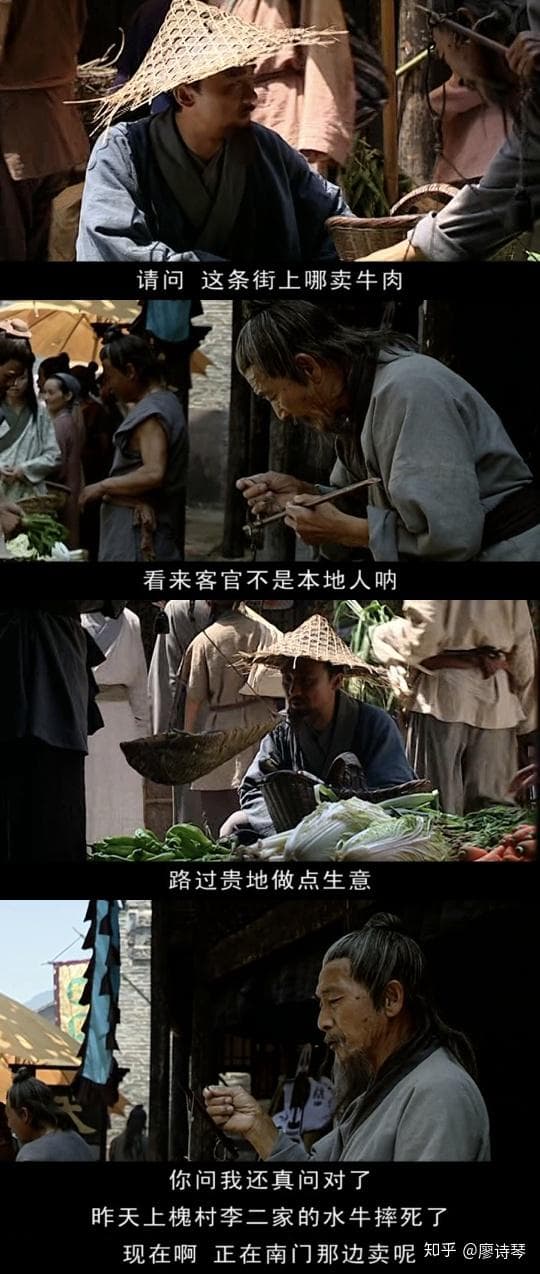 请问 这条街上哪卖牛肉
看来客官不是本地人呐
路过贵地做点生意
你问我还真问对了
昨天上槐村李二家的水牛摔死了
现在啊 正在南门那边卖呢
知乎 @廖诗琴